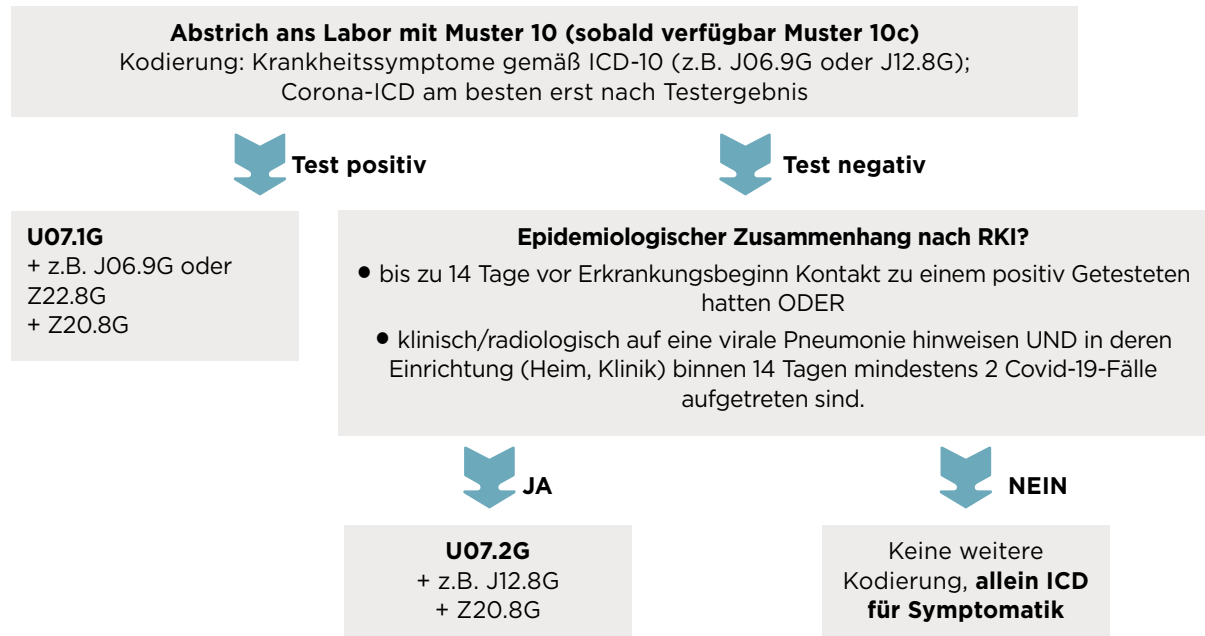 Abstrich ans Labor mit Muster 10 (sobald verfügbar Muster 10c)
Kodierung: Krankheitssymptome gemäß ICD-10 (z.B. J06.9G oder J12.8G);
Corona-ICD am besten erst nach Testergebnis
Test positiv
Test negativ
U07.1G
+ z.B. J06.9G oder
Z22.8G
+ Z20.8G
Epidemiologischer Zusammenhang nach RKI?
• bis zu 14 Tage vor Erkrankungsbeginn Kontakt zu einem positiv Getesteten
hatten ODER
• klinisch/radiologisch auf eine virale Pneumonie hinweisen UND in deren
Einrichtung (Heim, Klinik) binnen 14 Tagen mindestens 2 Covid-19-Fälle
aufgetreten sind.
JA
NEIN
U07.2G
+ z.B. J12.8G
+ Z20.8G
Keine weitere
Kodierung, allein ICD
für Symptomatik